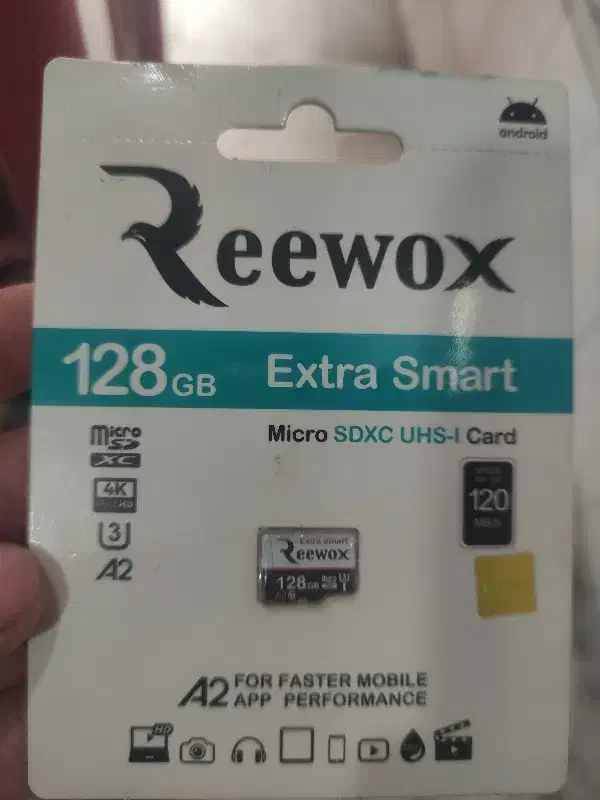 android
Reewox
128GB Extra Smart
Micro SDXC UHS-I Card
micro
SD
XC
4K
3
A2
120
MB/S
Extra Smart
Reewox
128GB
A2
A2 FOR FASTER MOBILE
APP PERFORMANCE
HD